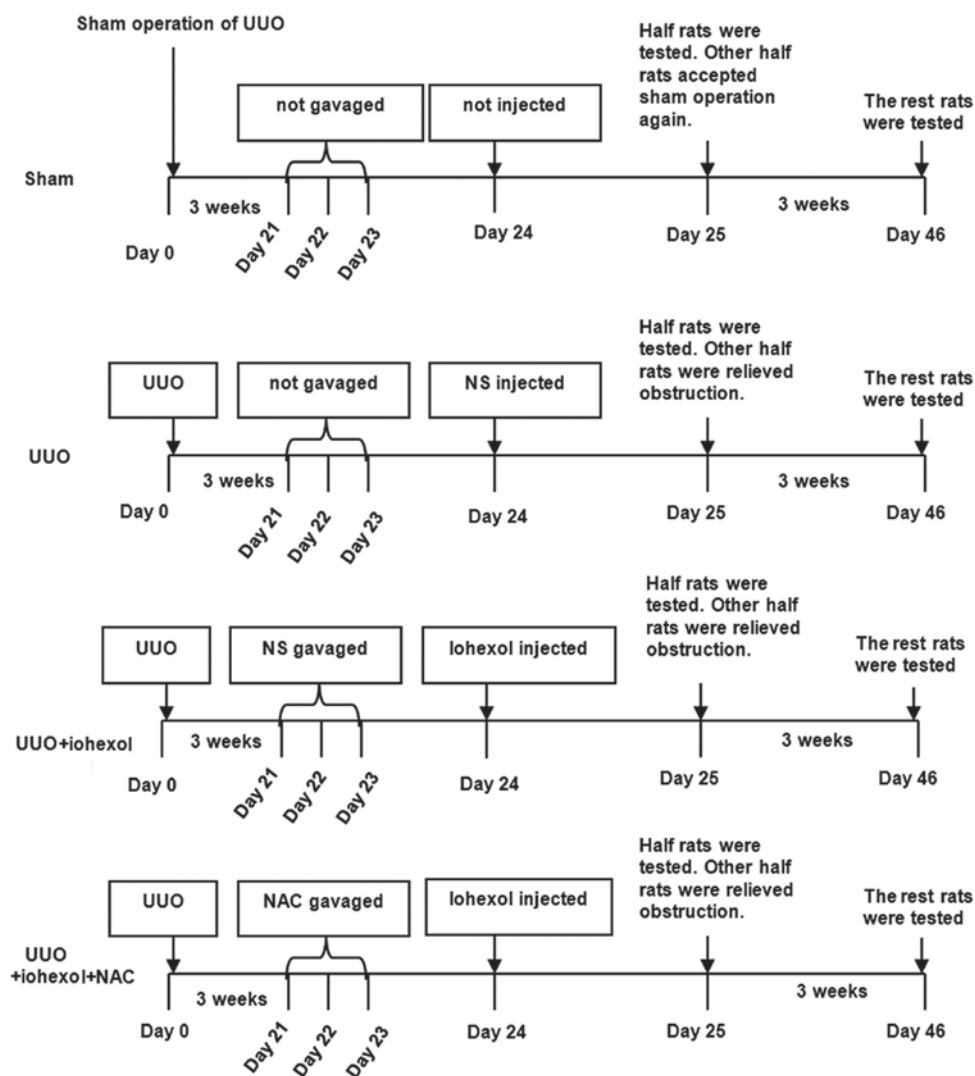 Sham operation of UUO
Half rats were
tested. Other half
rats accepted
sham operation
again.
not gavaged
not injected
The rest rats
were tested
Sham
3 weeks
3 weeks
Day 0
Day 21
Day 22
Day 23
Day 24
Day 25
Day 46
Half rats were
tested. Other half
rats were relieved
obstruction.
UUO
not gavaged
NS injected
The rest rats
were tested
UUO
3 weeks
3 weeks
Day 0
Day 21
Day 22
Day 23
Day 24
Day 25
Day 46
Half rats were
tested. Other half
rats were relieved
obstruction.
UUO
NS gavaged
Iohexol injected
The rest rats
were tested
UUO+iohexol
3 weeks
3 weeks
Day 0
Day 21
Day 22
Day 23
Day 24
Day 25
Day 46
Half rats were
tested. Other half
rats were relieved
obstruction.
UUO
NAC gavaged
Iohexol injected
The rest rats
were tested
UUO
+iohexol+NAC
3 weeks
3 weeks
Day 0
Day 21
Day 22
Day 23
Day 24
Day 25
Day 46